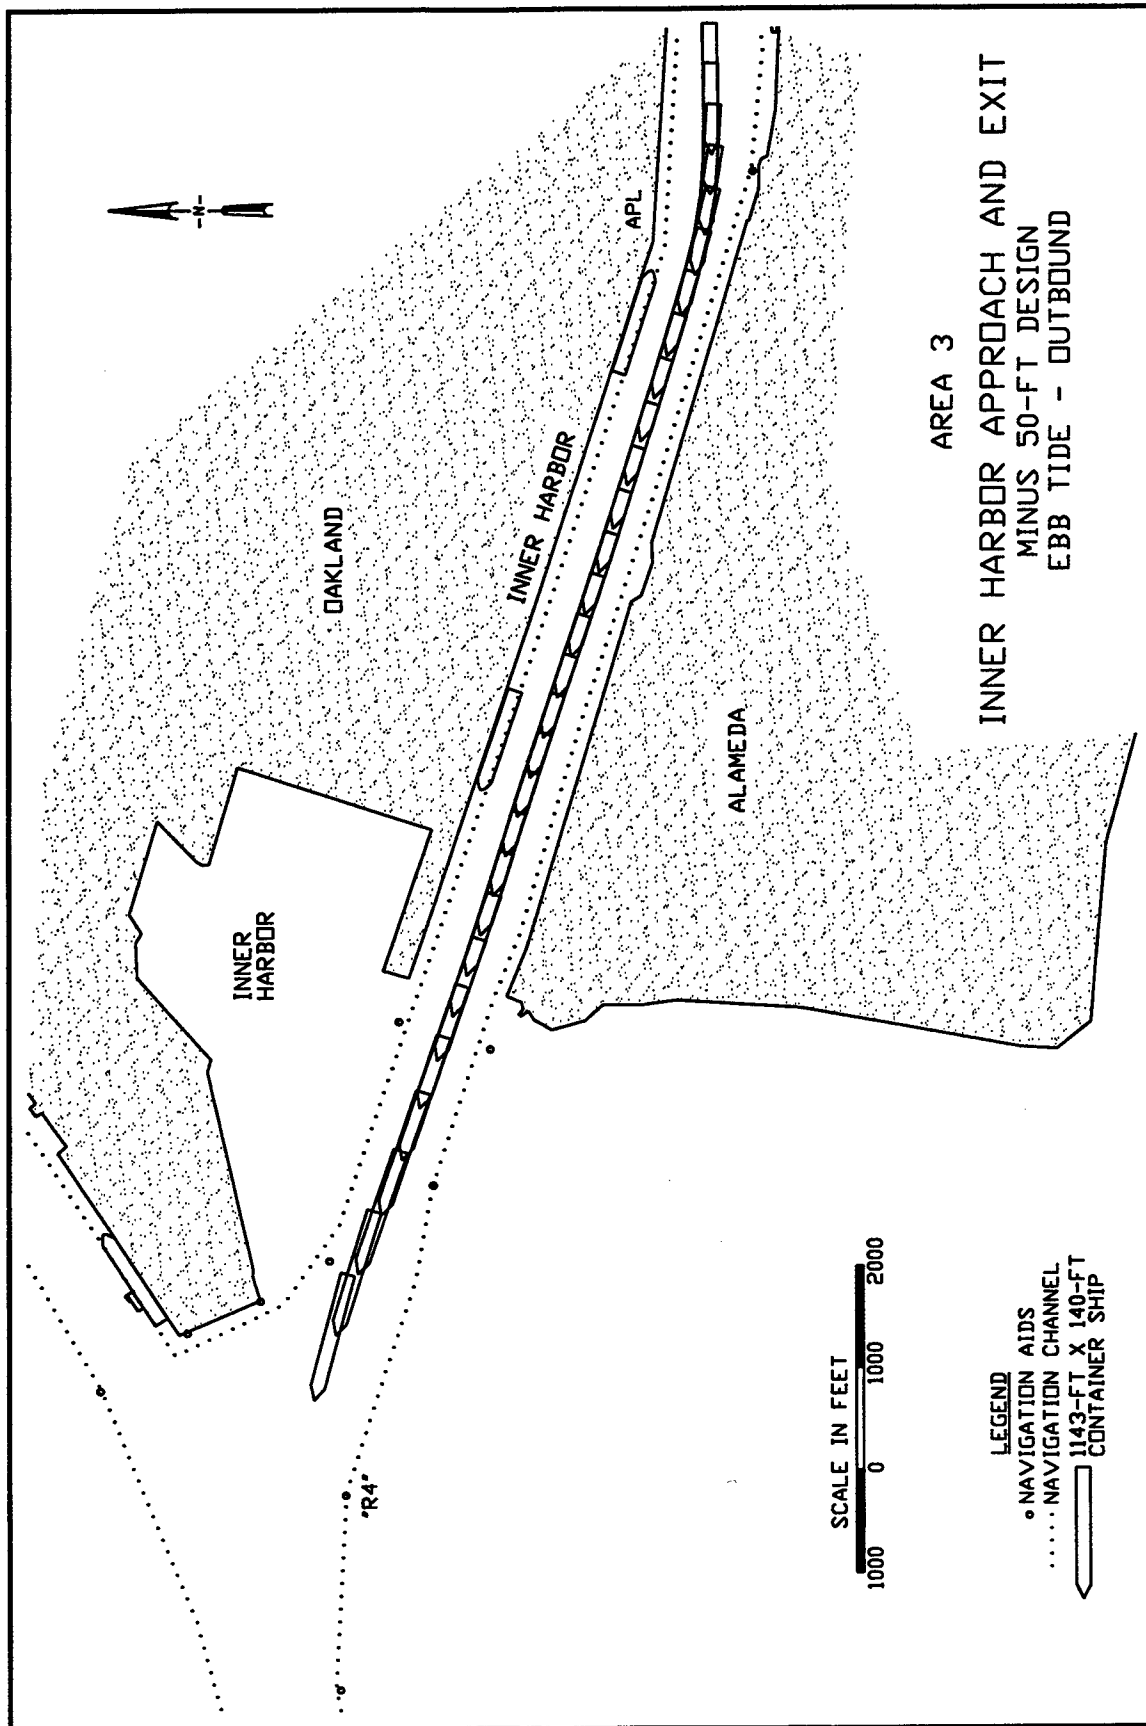 -N-
APL
OAKLAND
INNER HARBOR
INNER
HARBOR
ALAMEDA
"R4"
AREA 3
INNER HARBOR APPROACH AND EXIT
MINUS 50-FT DESIGN
EBB TIDE - OUTBOUND
SCALE IN FEET
1000 0 1000 2000
LEGEND
NAVIGATION AIDS
NAVIGATION CHANNEL
1143-FT X 140-FT
CONTAINER SHIP